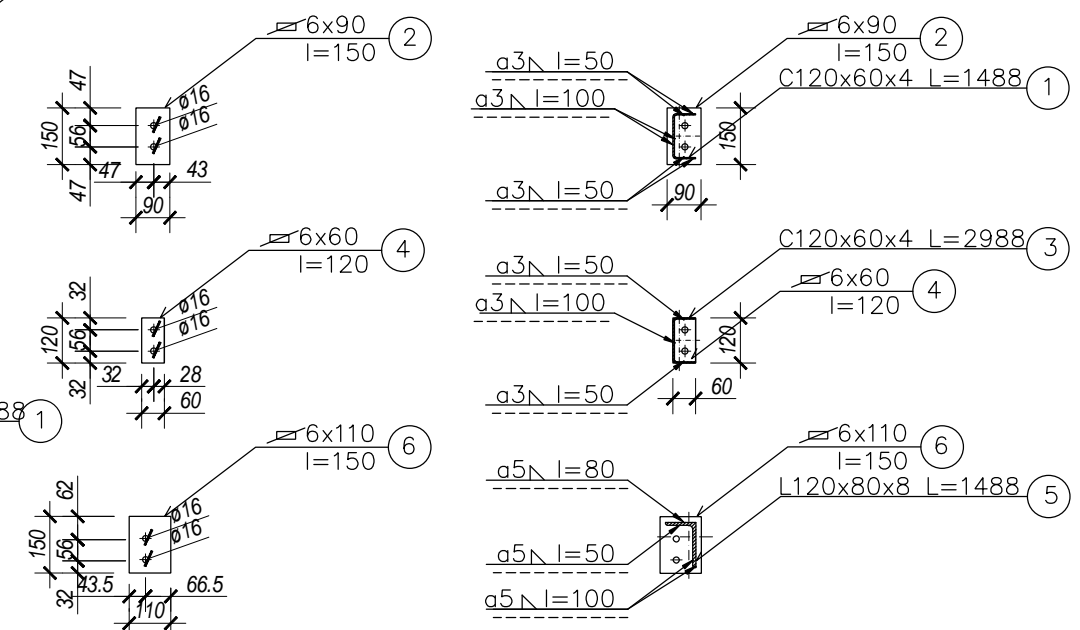 6x90
l=150
2
47
150
56
47
ø16
ø16
47
43
90
6x60
l=120
4
32
120
56
32
ø16
ø16
32
28
60
88
1
6x110
l=150
6
62
150
56
32
ø16
ø16
43.5
66.5
110
a3 l=50
a3 l=100
a3 l=50
6x90
l=150
2
C120x60x4 L=1488
1
150
90
a3 l=50
a3 l=100
a3 l=50
C120x60x4 L=2988
3
6x60
l=120
4
120
60
a5 l=80
a5 l=50
a5 l=100
6x110
l=150
6
L120x80x8 L=1488
5